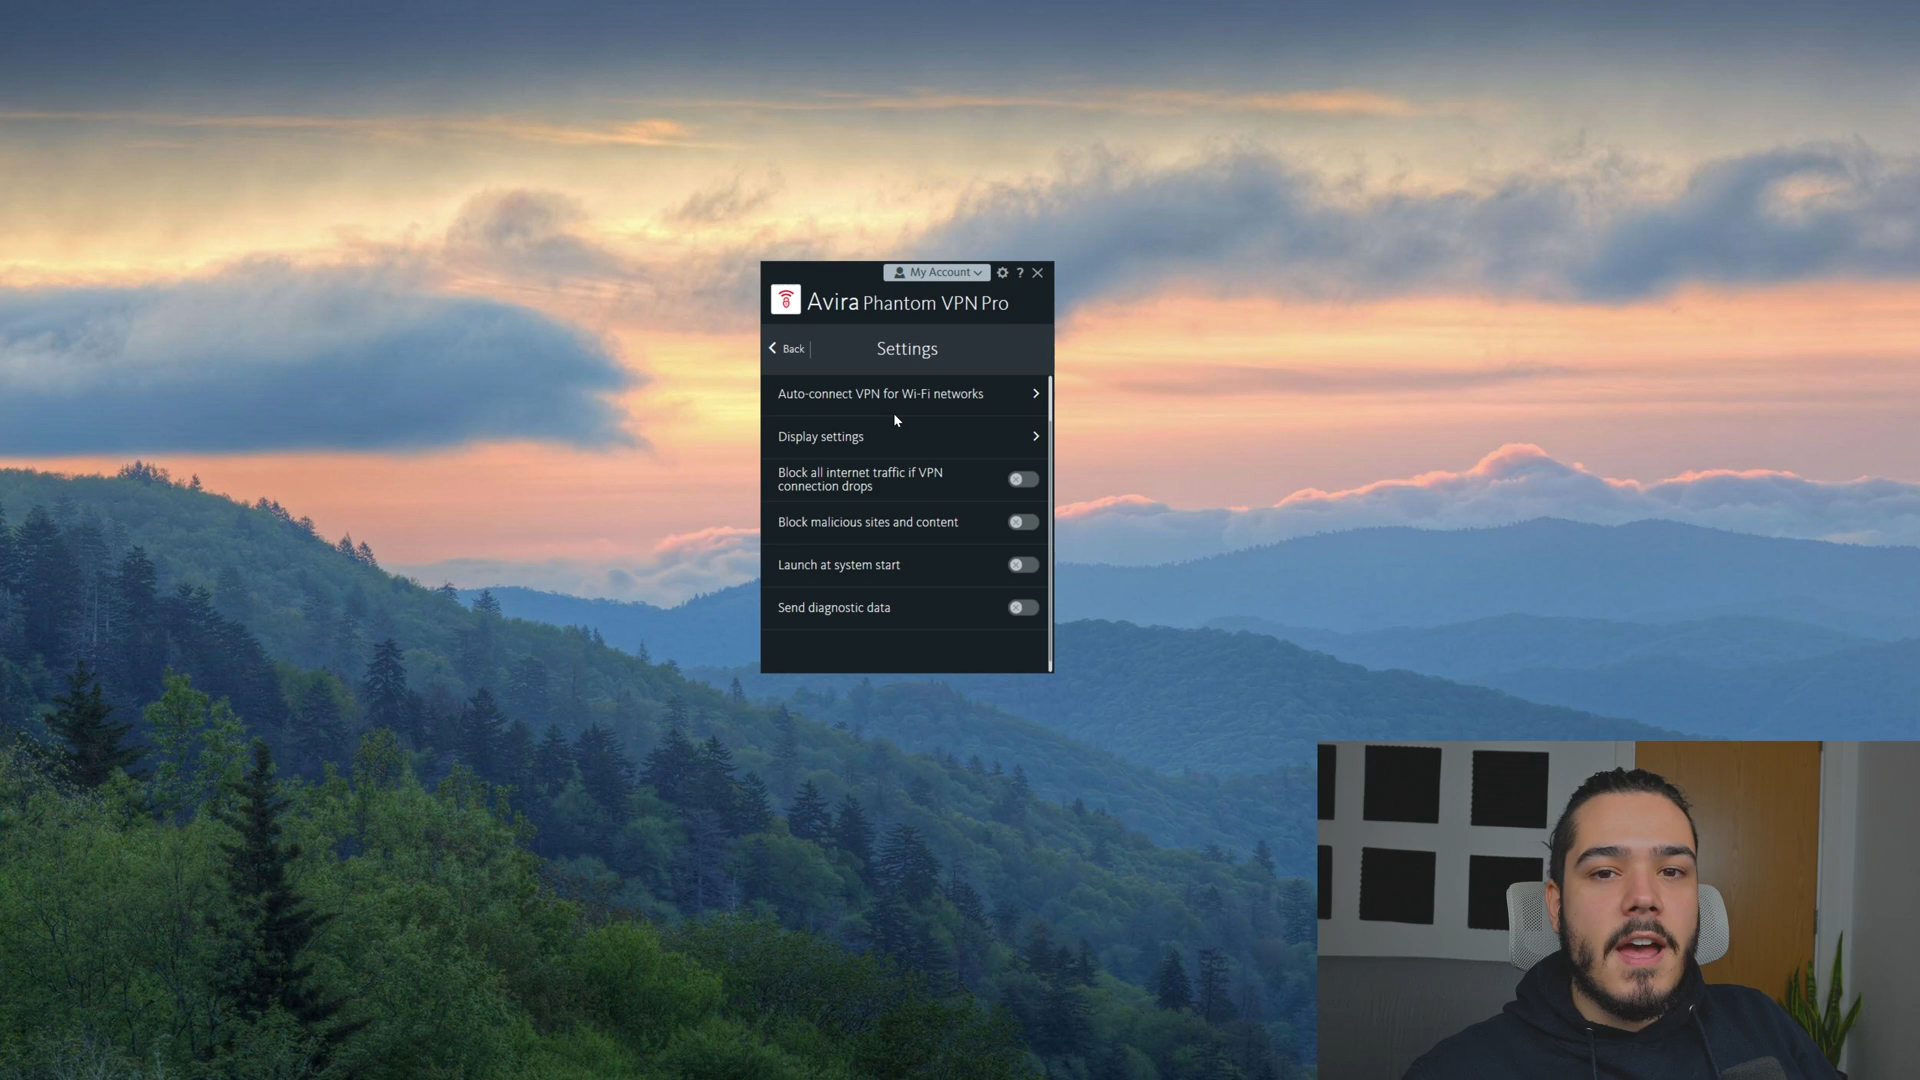 My Account
?
Avira Phantom VPN Pro
Back
Settings
Auto-connect VPN for Wi-Fi networks
Display settings
Block all internet traffic if VPN
connection drops
Block malicious sites and content
Launch at system start
Send diagnostic data